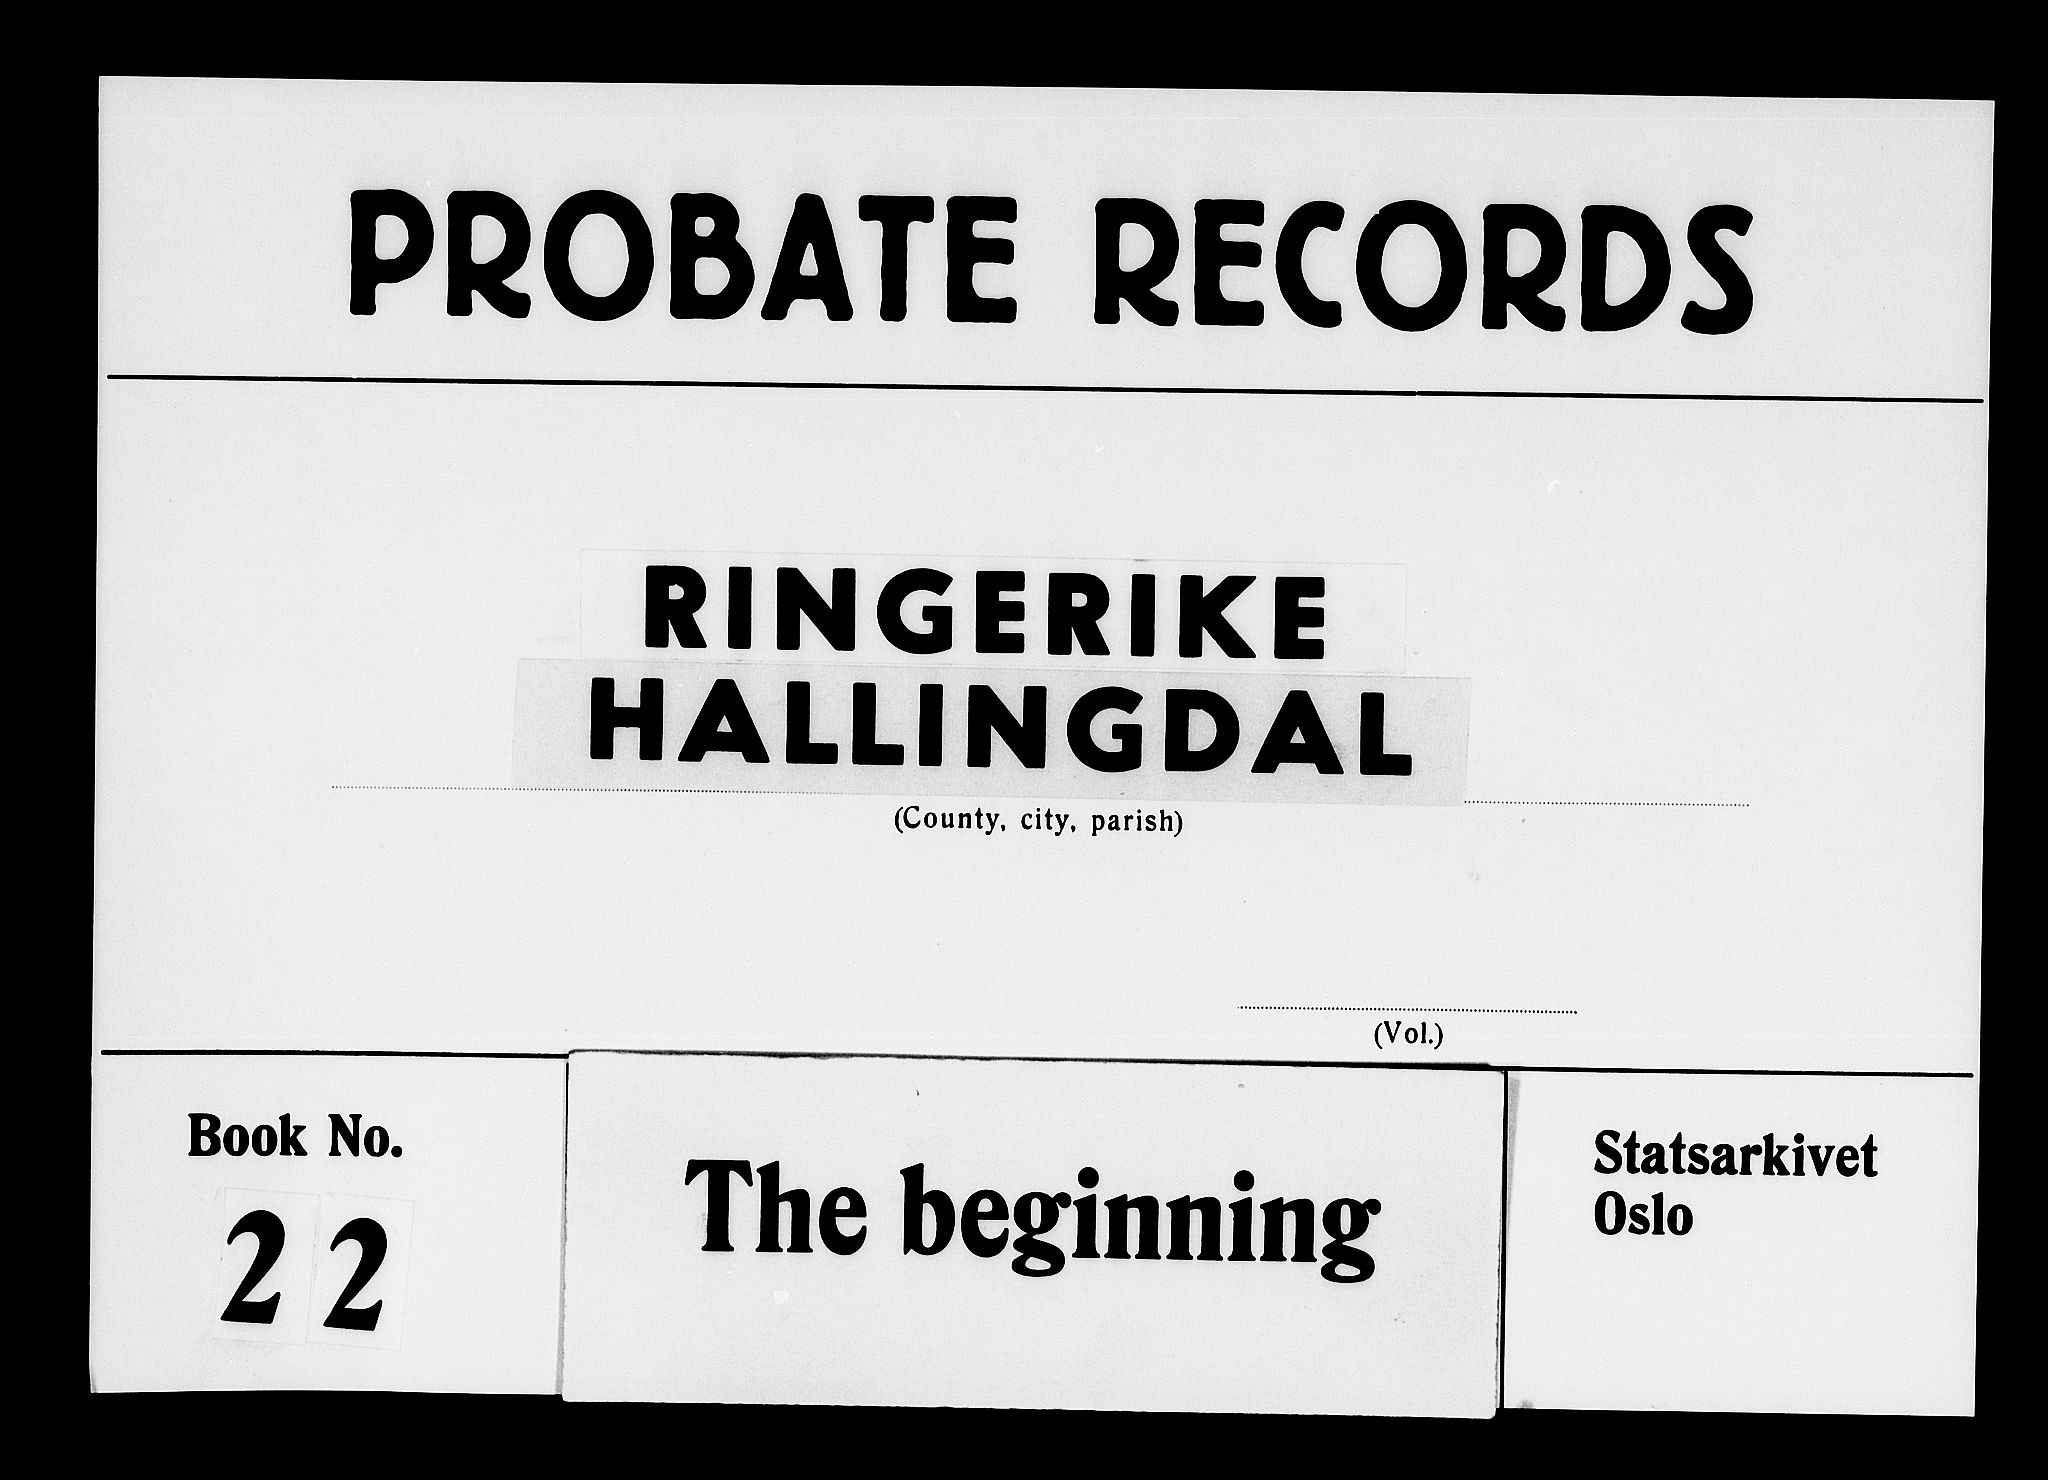 PROBATE RECORDS
RINGERIKE
HALLINGDAL
(County, city, parish)
(Vol.)
Book No.
22
The beginning
Statsarkivet
Oslo